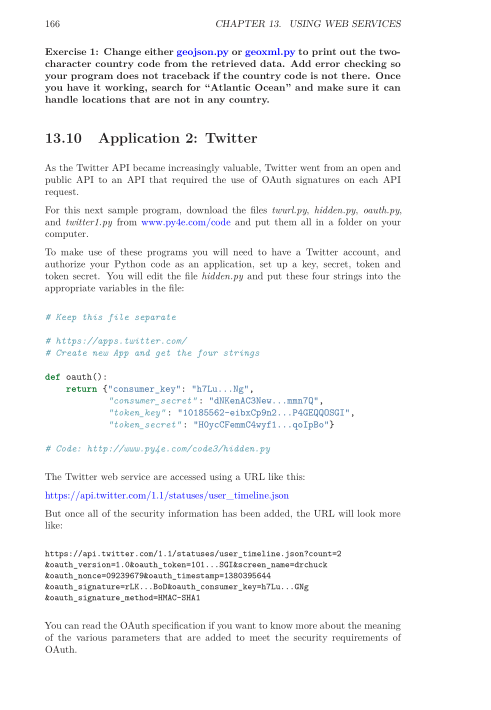 166 CHAPTER 13. USING WEB SERVICES
Exercise 1: Change either geojson.py or geoxml.py to print out the two-
character country code from the retrieved data. Add error checking so
your program does not traceback if the country code is not there. Once
you have it working, search for “Atlantic Ocean” and make sure it can
handle locations that are not in any country.
13.10 Application 2: Twitter
As the Twitter API became increasingly valuable, Twitter went from an open and
public API to an API that required the use of OAuth signatures on each API
request.
For this next sample program, download the files twurl.py, hidden.py, oauth.py,
and twitter1.py from www.py4e.com/code and put them all in a folder on your
computer.
To make use of these programs you will need to have a Twitter account, and
authorize your Python code as an application, set up a key, secret, token and
token secret. You will edit the file hidden.py and put these four strings into the
appropriate variables in the file:
# Keep this file separate
# https://apps.twitter.com/
# Create new App and get the four strings
def oauth():
return {"consumer_key": "h7Lu...Ng",
"consumer_secret": "dNKenAC3New...mmn7Q",
"token_key": "10185562-eibxCp9n2...P4GEQQOSGI",
"token_secret": "H0ycCFemmC4wyf1...qoIpBo"}
# Code: http://www.py4e.com/code3/hidden.py
The Twitter web service are accessed using a URL like this:
https://api.twitter.com/1.1/statuses/user_timeline.json
But once all of the security information has been added, the URL will look more
like:
https://api.twitter.com/1.1/statuses/user_timeline.json?count=2
&oauth_version=1.0&oauth_token=101...SGI&screen_name=drchuck
&oauth_nonce=09239679&oauth_timestamp=1380395644
&oauth_signature=rLK...BoD&oauth_consumer_key=h7Lu...GNg
&oauth_signature_method=HMAC-SHA1
You can read the OAuth specification if you want to know more about the meaning
of the various parameters that are added to meet the security requirements of
OAuth.